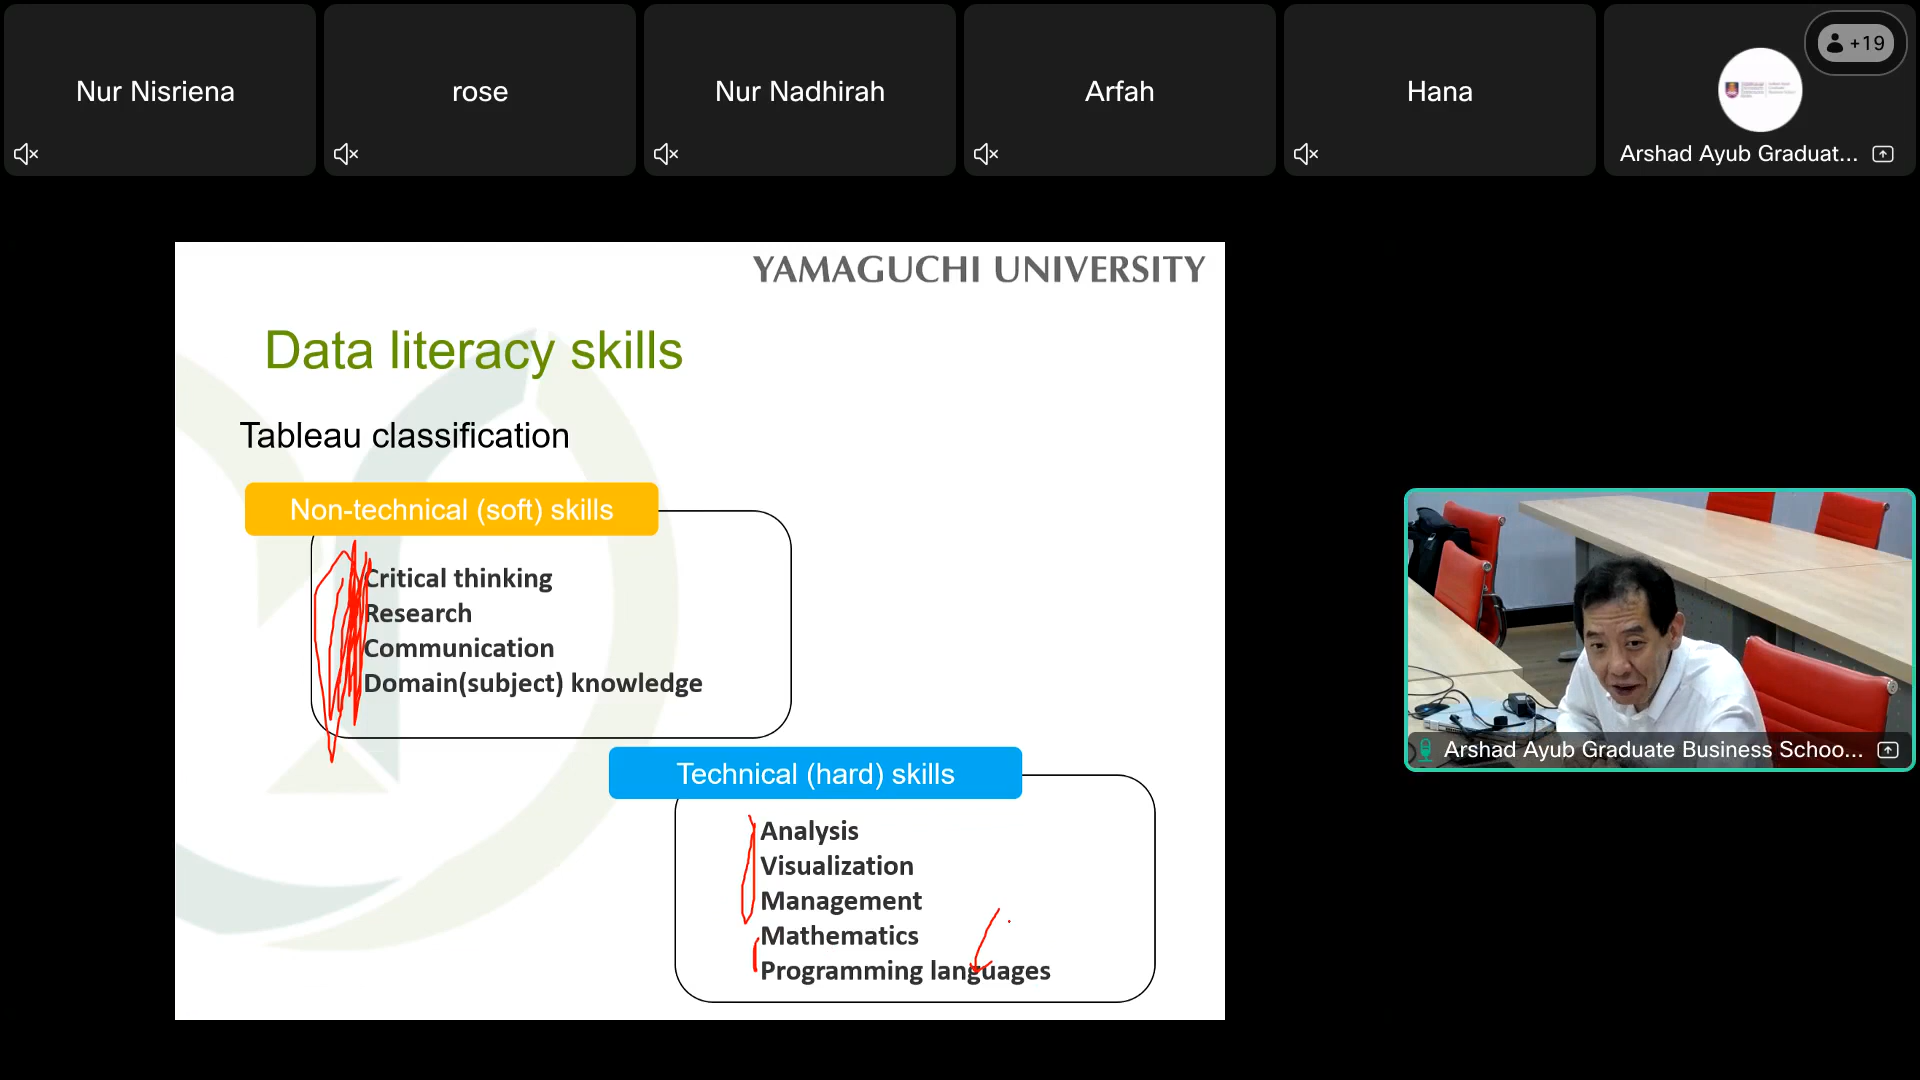 Nur Nisriena
rose
Nur Nadhirah
Arfah
Hana
+19
Arshad Ayub Graduat...
YAMAGUCHI UNIVERSITY
Data literacy skills
Tableau classification
Non-technical (soft) skills
Critical thinking
Research
Communication
Domain(subject) knowledge
Technical (hard) skills
Analysis
Visualization
Management
Mathematics
Programming languages
Arshad Ayub Graduate Business Schoo...